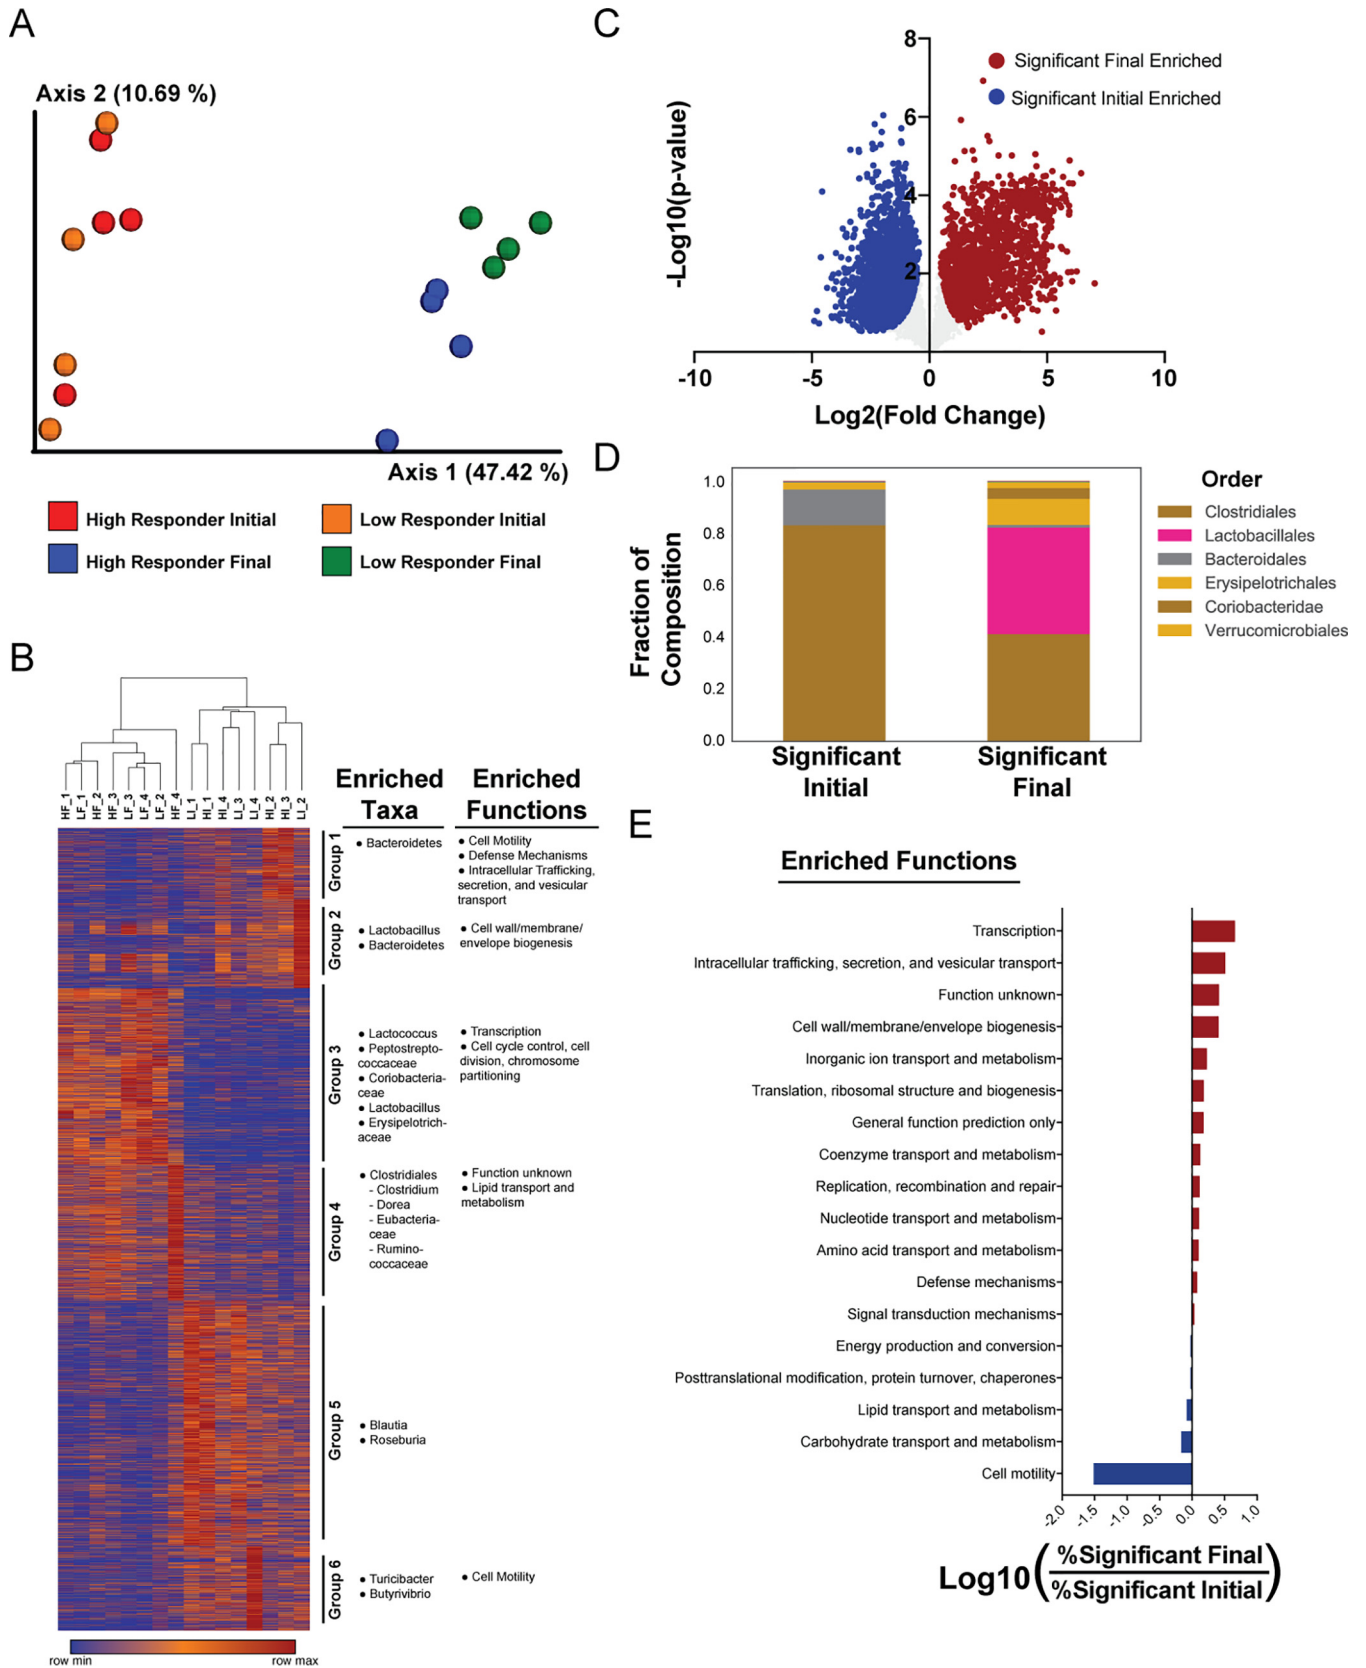 A
Axis 2 (10.69 %)
Axis 1 (47.42 %)
High Responder Initial
Low Responder Initial
High Responder Final
Low Responder Final
B
HF_1
LF_1
HF_2
HF_3
LF_3
LF_4
LF_2
HF_4
LI_1
HI_1
HI_4
LI_3
LI_4
HI_2
HI_3
LI_2
Enriched
Taxa
Enriched
Functions
Group 1
• Bacteroidetes
• Cell Motility
• Defense Mechanisms
• Intracellular Trafficking,
secretion, and vesicular
transport
Group 2
• Lactobacillus
• Bacteroidetes
• Cell wall/membrane/
envelope biogenesis
Group 3
• Lactococcus
• Peptostrepto-
coccaceae
• Coriobacteria-
ceae
• Lactobacillus
• Erysipelotrich-
aceae
• Transcription
• Cell cycle control, cell
division, chromosome
partitioning
Group 4
• Clostridiales
- Clostridium
- Dorea
- Eubacteria-
ceae
- Rumino-
coccaceae
• Function unknown
• Lipid transport and
metabolism
Group 5
• Blautia
• Roseburia
Group 6
• Turicibacter
• Butyrivibrio
• Cell Motility
row min
row max
C
-Log10(p-value)
8
6
4
2
Significant Final Enriched
Significant Initial Enriched
-10
-5
0
5
10
Log2(Fold Change)
D
Fraction of
Composition
1.0
0.8
0.6
0.4
0.2
0.0
Significant
Initial
Significant
Final
Order
Clostridiales
Lactobacillales
Bacteroidales
Erysipelotrichales
Coriobacteridae
Verrucomicrobiales
E
Enriched Functions
Transcription
Intracellular trafficking, secretion, and vesicular transport
Function unknown
Cell wall/membrane/envelope biogenesis
Inorganic ion transport and metabolism
Translation, ribosomal structure and biogenesis
General function prediction only
Coenzyme transport and metabolism
Replication, recombination and repair
Nucleotide transport and metabolism
Amino acid transport and metabolism
Defense mechanisms
Signal transduction mechanisms
Energy production and conversion
Posttranslational modification, protein turnover, chaperones
Lipid transport and metabolism
Carbohydrate transport and metabolism
Cell motility
-2.0
-1.5
-1.0
-0.5
0.0
0.5
1.0
Log10(%Significant Final
%Significant Initial)